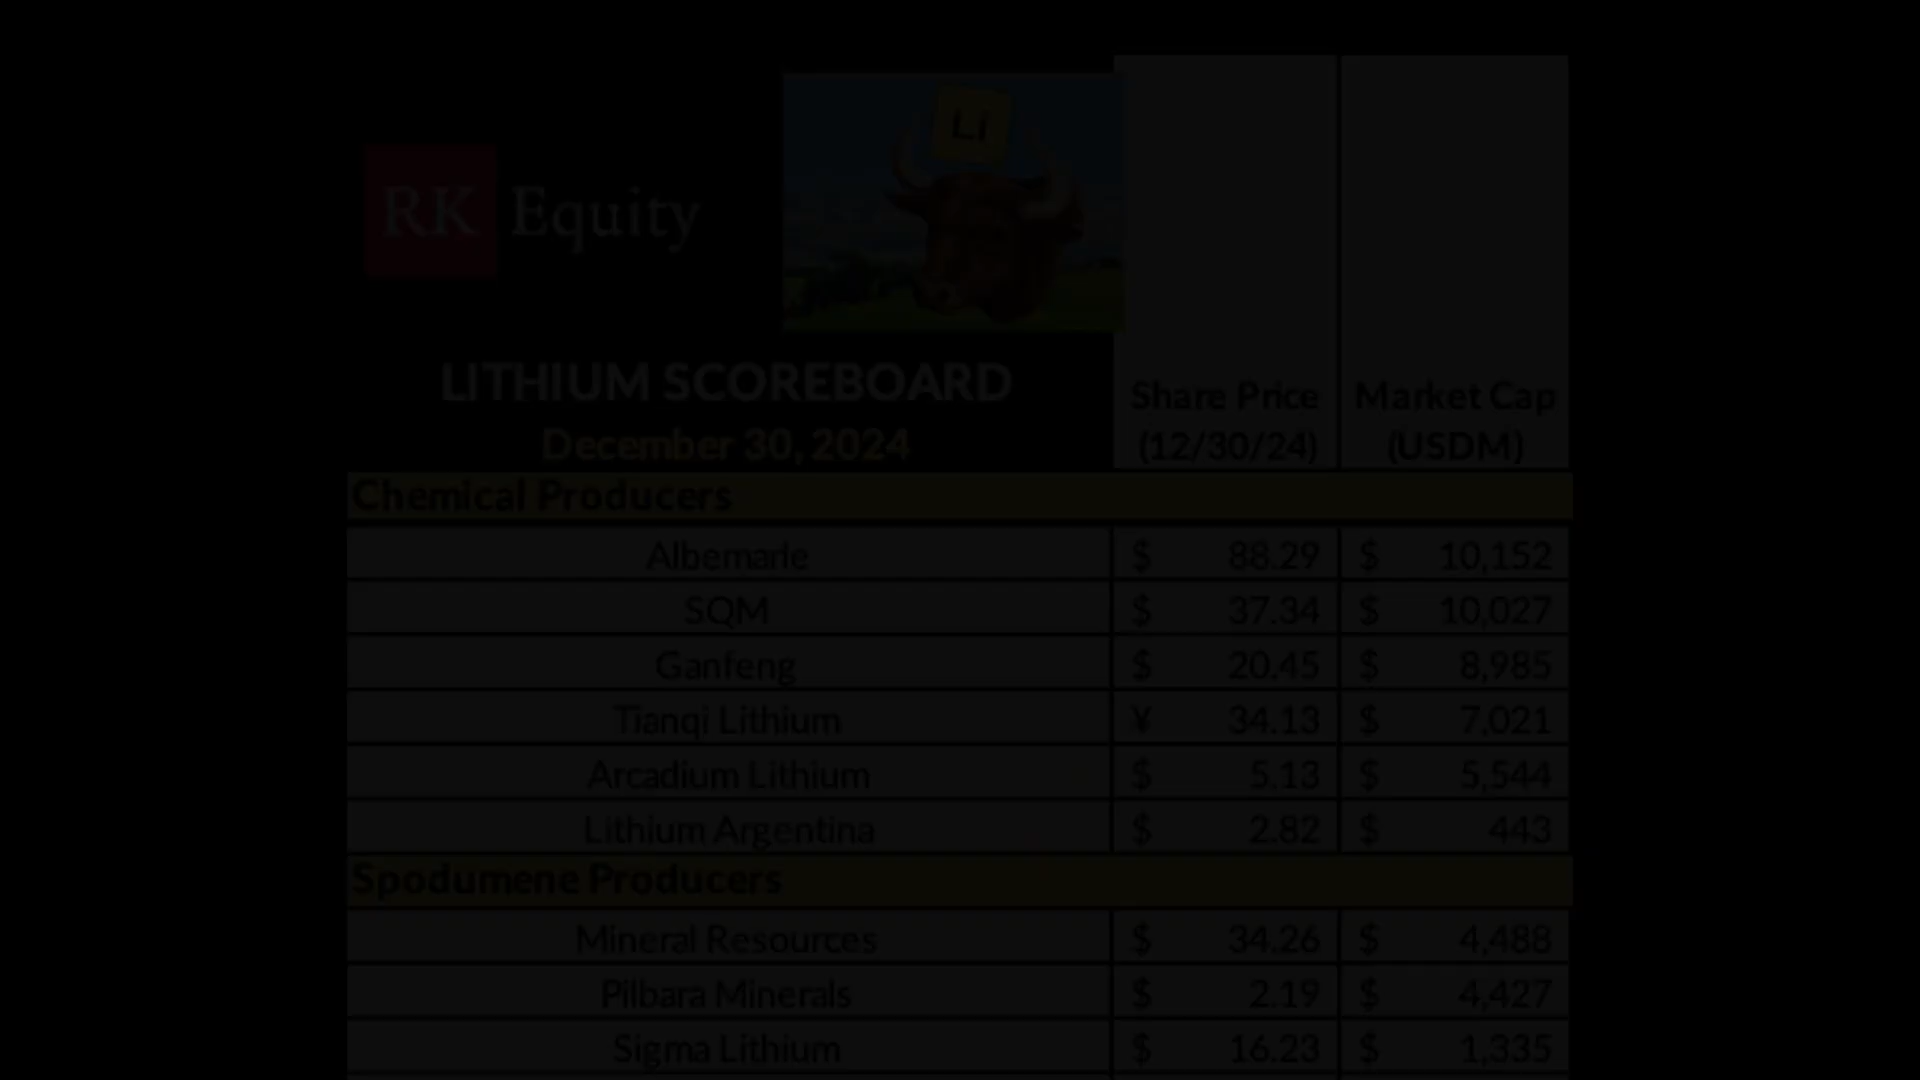 Li
RK Equity
LITHIUM SCOREBOARD
December 30, 2024
Share Price (12/30/24)
Market Cap (USDM)
Chemical Producers
Albemarle $ 88.29 $ 10,152
SQM $ 37.34 $ 10,027
Ganfeng $ 20.45 $ 8,985
Tianqi Lithium ¥ 34.13 $ 7,021
Arcadium Lithium $ 5.13 $ 5,544
Lithium Argentina $ 2.82 $ 443
Spodumene Producers
Mineral Resources $ 34.26 $ 4,488
Pilbara Minerals $ 2.19 $ 4,427
Sigma Lithium $ 16.23 $ 1,335